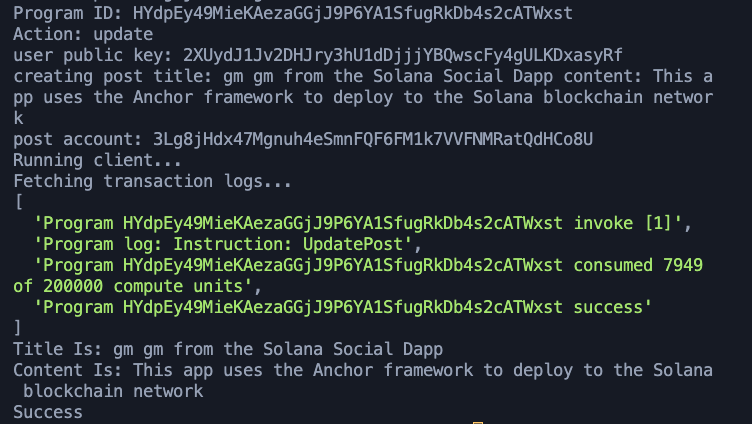 Program ID: HYdpEy49MieKAezaGGjJ9P6YA1SfugRkDb4s2cATWxst
Action: update
user public key: 2XUydJ1Jv2DHJry3hU1dDjjjYBQwscFy4gULKDxasyRf
creating post title: gm gm from the Solana Social Dapp content: This a
pp uses the Anchor framework to deploy to the Solana blockchain networ
k
post account: 3Lg8jHdx47Mgnuh4eSmnFQF6FM1k7VVFNMRatQdHCo8U
Running client...
Fetching transaction logs...
[
  'Program HYdpEy49MieKAezaGGjJ9P6YA1SfugRkDb4s2cATWxst invoke [1]',
  'Program log: Instruction: UpdatePost',
  'Program HYdpEy49MieKAezaGGjJ9P6YA1SfugRkDb4s2cATWxst consumed 7949
of 200000 compute units',
  'Program HYdpEy49MieKAezaGGjJ9P6YA1SfugRkDb4s2cATWxst success'
]
Title Is: gm gm from the Solana Social Dapp
Content Is: This app uses the Anchor framework to deploy to the Solana
 blockchain network
Success